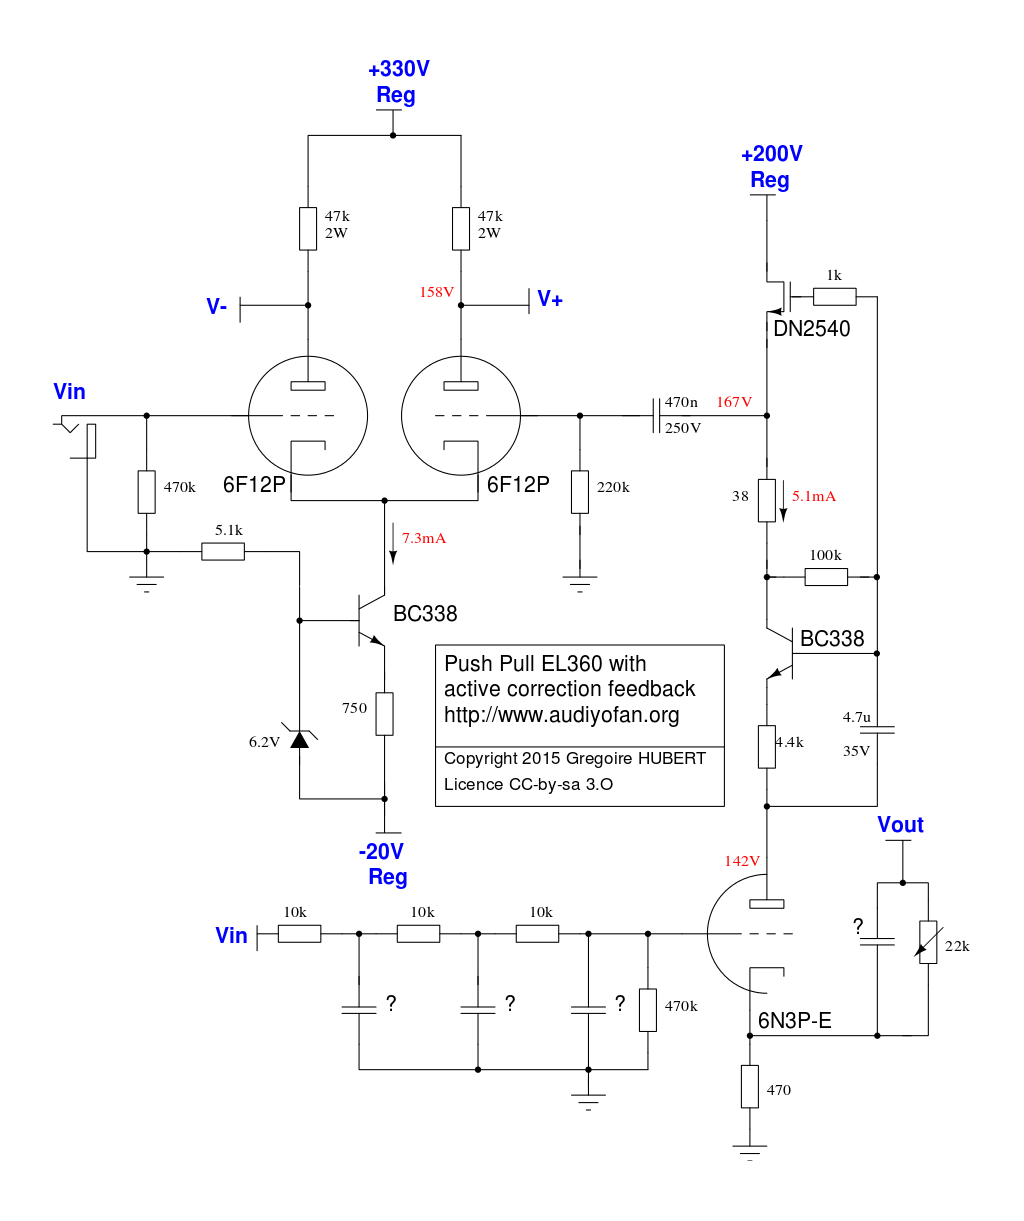 +330V
Reg
+200V
Reg
47k
2W
47k
2W
1k
V-
158V
V+
DN2540
Vin
470n
250V
167V
6F12P
6F12P
470k
220k
38
5.1mA
5.1k
7.3mA
100k
BC338
BC338
Push Pull EL360 with
active correction feedback
http://www.audiyofan.org
Copyright 2015 Gregoire HUBERT
Licence CC-by-sa 3.O
750
6.2V
4.7u
35V
4.4k
-20V
Reg
Vout
142V
Vin
10k
10k
10k
?
22k
?
?
?
470k
6N3P-E
470